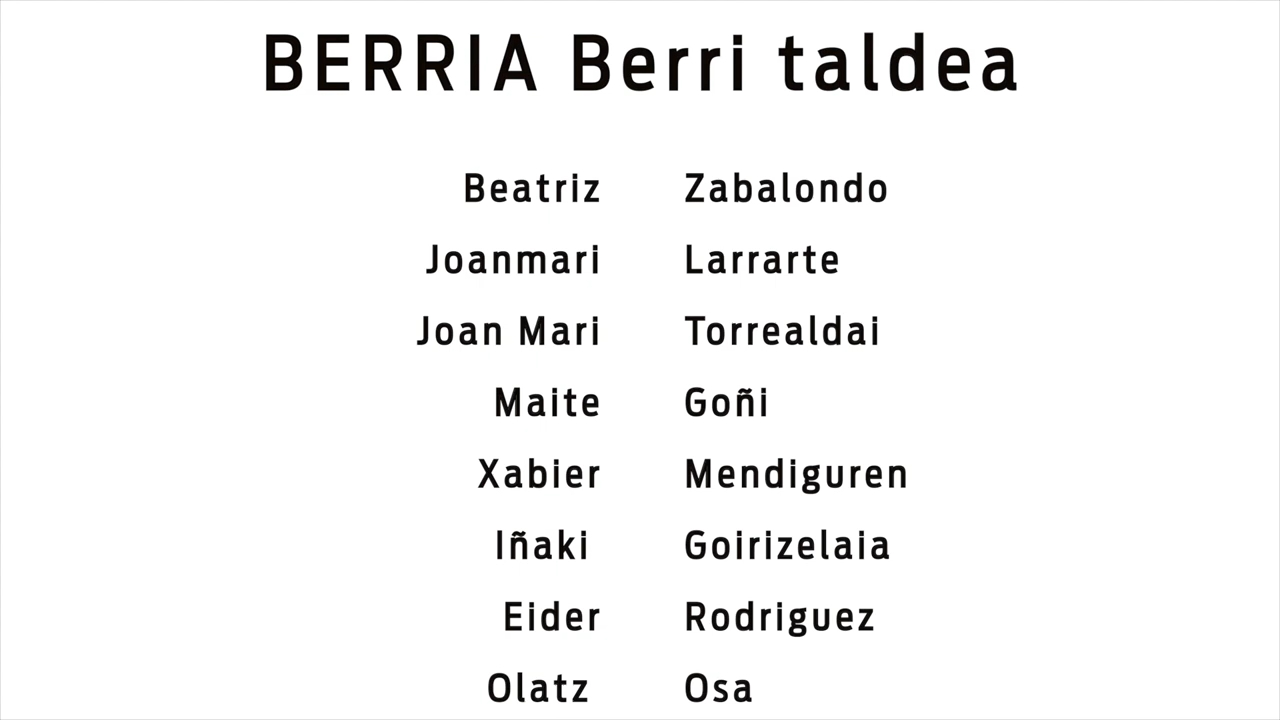 BERRIA Berri taldea
Beatriz Zabalondo
Joanmari Larrarte
Joan Mari Torrealdai
Maite Goñi
Xabier Mendiguren
Iñaki Goirizelaia
Eider Rodriguez
Olatz Osa